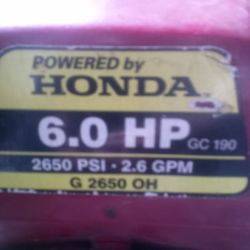 POWERED by
HONDA
6.0 HP GC 190
2650 PSI · 2.6 GPM
G 2650 OH